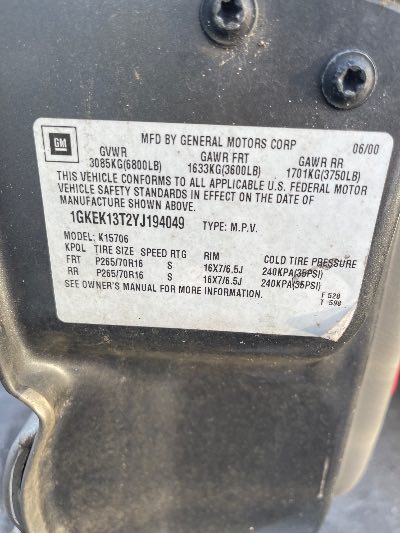 GM
MFD BY GENERAL MOTORS CORP 06/00
GVWR GAWR FRT GAWR RR
3085KG(6800LB) 1633KG(3600LB) 1701KG(3750LB)
THIS VEHICLE CONFORMS TO ALL APPLICABLE U.S. FEDERAL MOTOR
VEHICLE SAFETY STANDARDS IN EFFECT ON THE DATE OF
MANUFACTURE SHOWN ABOVE.
1GKEK13T2YJ194049 TYPE: M.P.V.
MODEL: K15706
KPQL TIRE SIZE SPEED RTG RIM COLD TIRE PRESSURE
FRT P265/70R16 S 16X7/6.5J 240KPA(35PSI)
RR P265/70R16 S 16X7/6.5J 240KPA(35PSI)
SEE OWNER'S MANUAL FOR MORE INFORMATION.
F 520
T 590